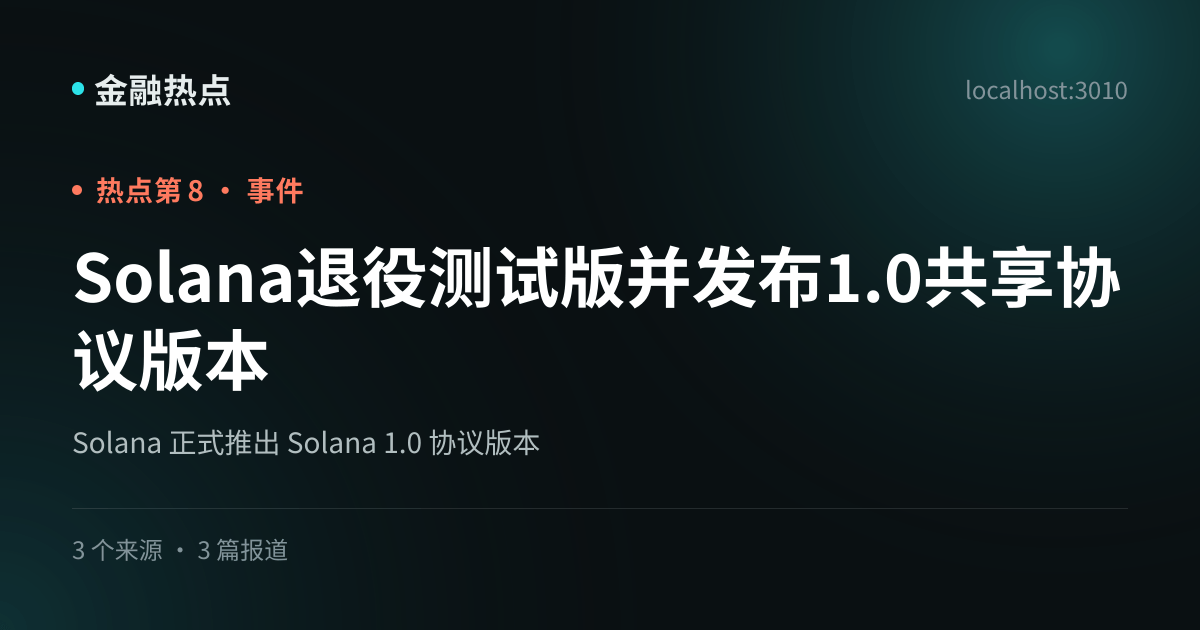 金融热点
localhost:3010
热点第 8 · 事件
Solana退役测试版并发布1.0共享协
议版本
Solana 正式推出 Solana 1.0 协议版本
3 个来源 · 3 篇报道